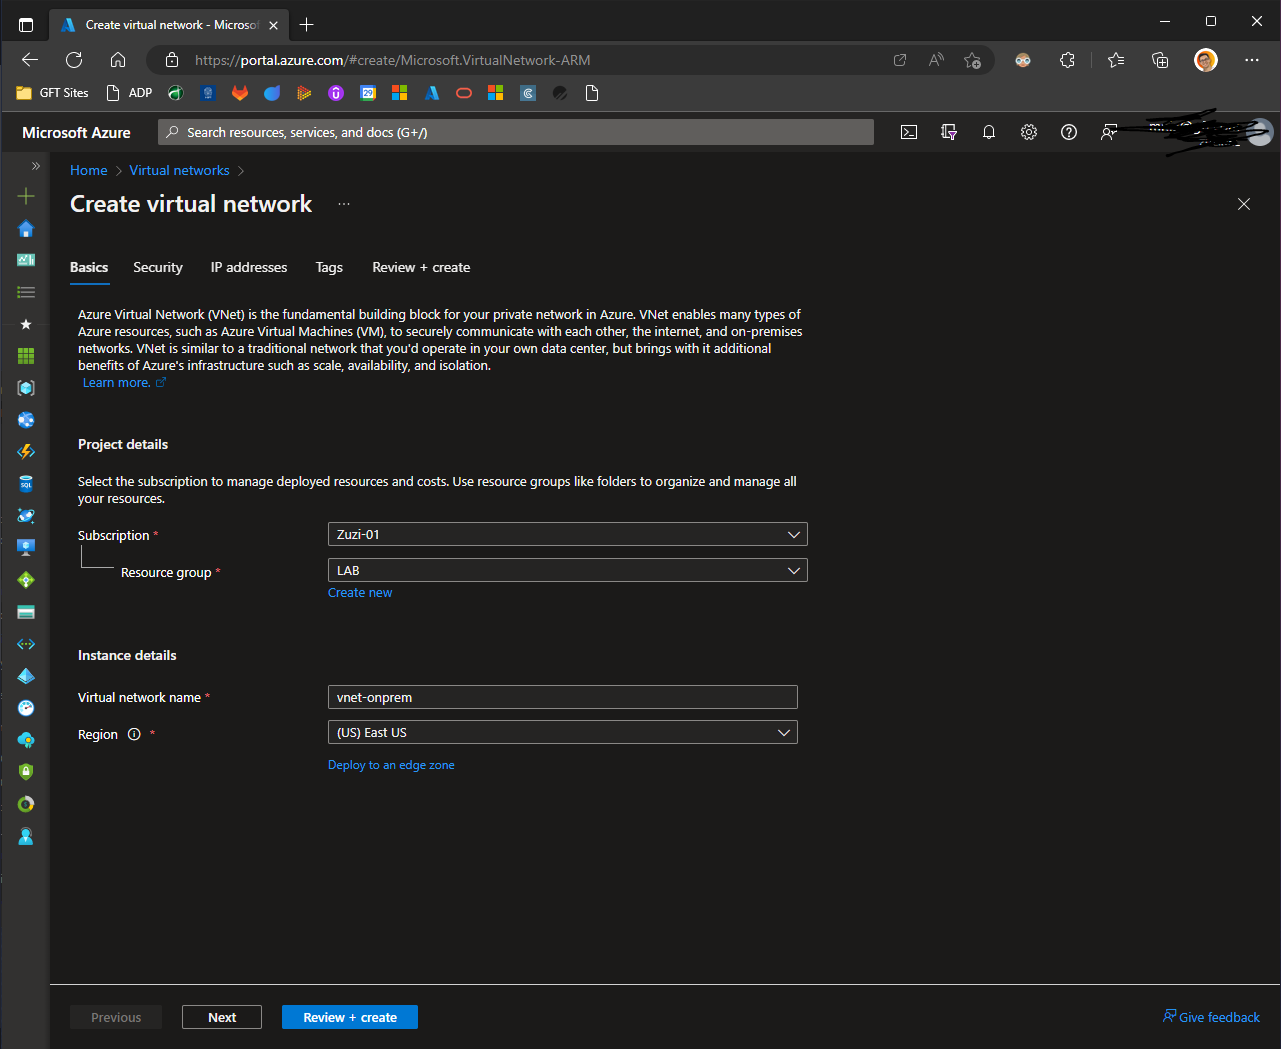 Create virtual network - Microsof
https://portal.azure.com/#create/Microsoft.VirtualNetwork-ARM
GFT Sites
ADP
29
Microsoft Azure
Search resources, services, and docs (G+/)
Home > Virtual networks >
Create virtual network ...
Basics
Security
IP addresses
Tags
Review + create
Azure Virtual Network (VNet) is the fundamental building block for your private network in Azure. VNet enables many types of
Azure resources, such as Azure Virtual Machines (VM), to securely communicate with each other, the internet, and on-premises
networks. VNet is similar to a traditional network that you'd operate in your own data center, but brings with it additional
benefits of Azure's infrastructure such as scale, availability, and isolation.
Learn more.
Project details
Select the subscription to manage deployed resources and costs. Use resource groups like folders to organize and manage all
your resources.
Subscription *
Zuzi-01
Resource group *
LAB
Create new
SQL
Instance details
Virtual network name *
vnet-onprem
Region *
(US) East US
Deploy to an edge zone
Previous
Next
Review + create
Give feedback